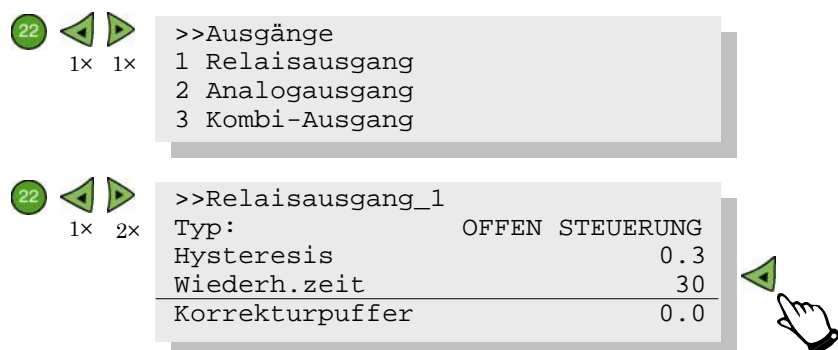 22
1× 1×
>>Ausgänge
1 Relaisausgang
2 Analogausgang
3 Kombi-Ausgang
22
1× 2×
>>Relaisausgang_1
Typ: OFFEN STEUERUNG
Hysteresis 0.3
Wiederh.zeit 30
Korrekturpuffer 0.0